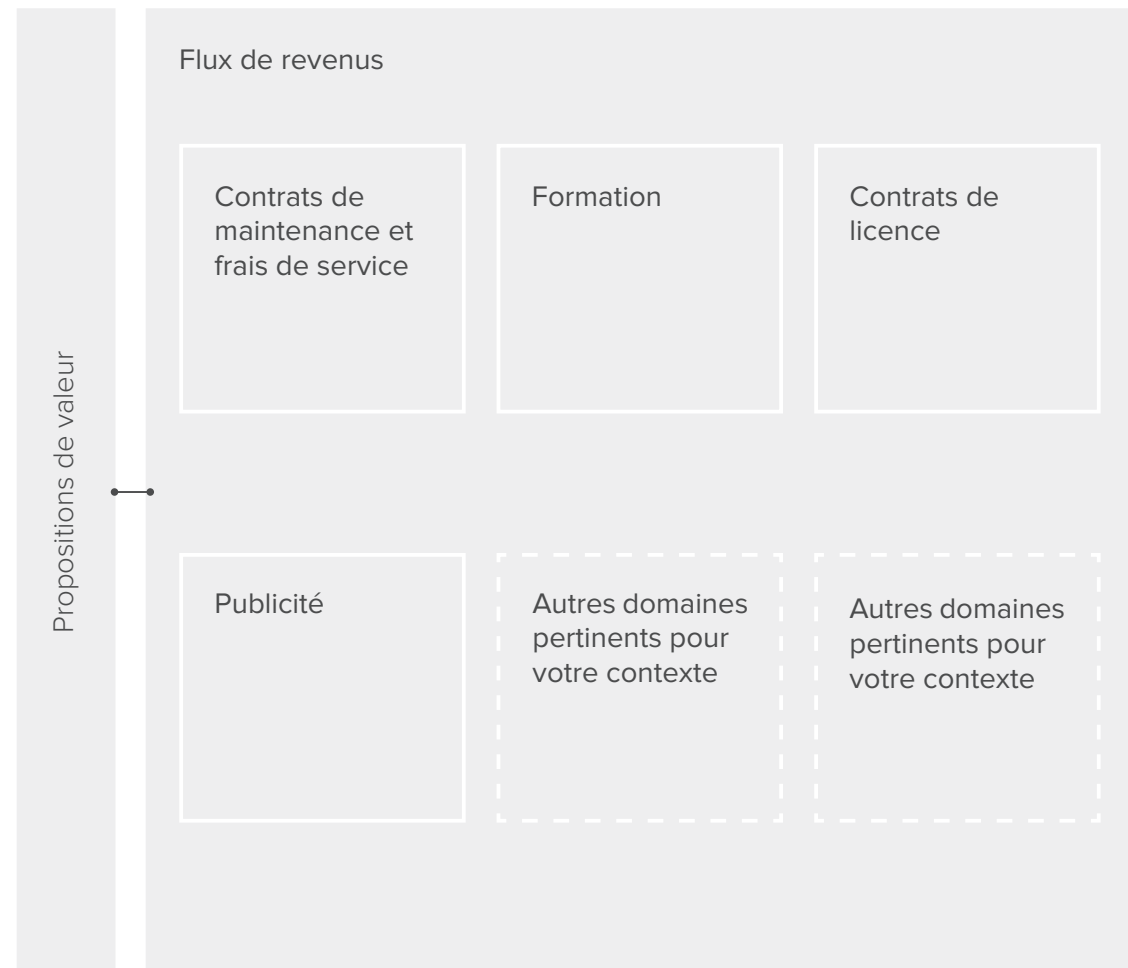 Propositions de valeur
Flux de revenus
Contrats de
maintenance et
frais de service
Formation
Contrats de
licence
Publicité
Autres domaines
pertinents pour
votre contexte
Autres domaines
pertinents pour
votre contexte